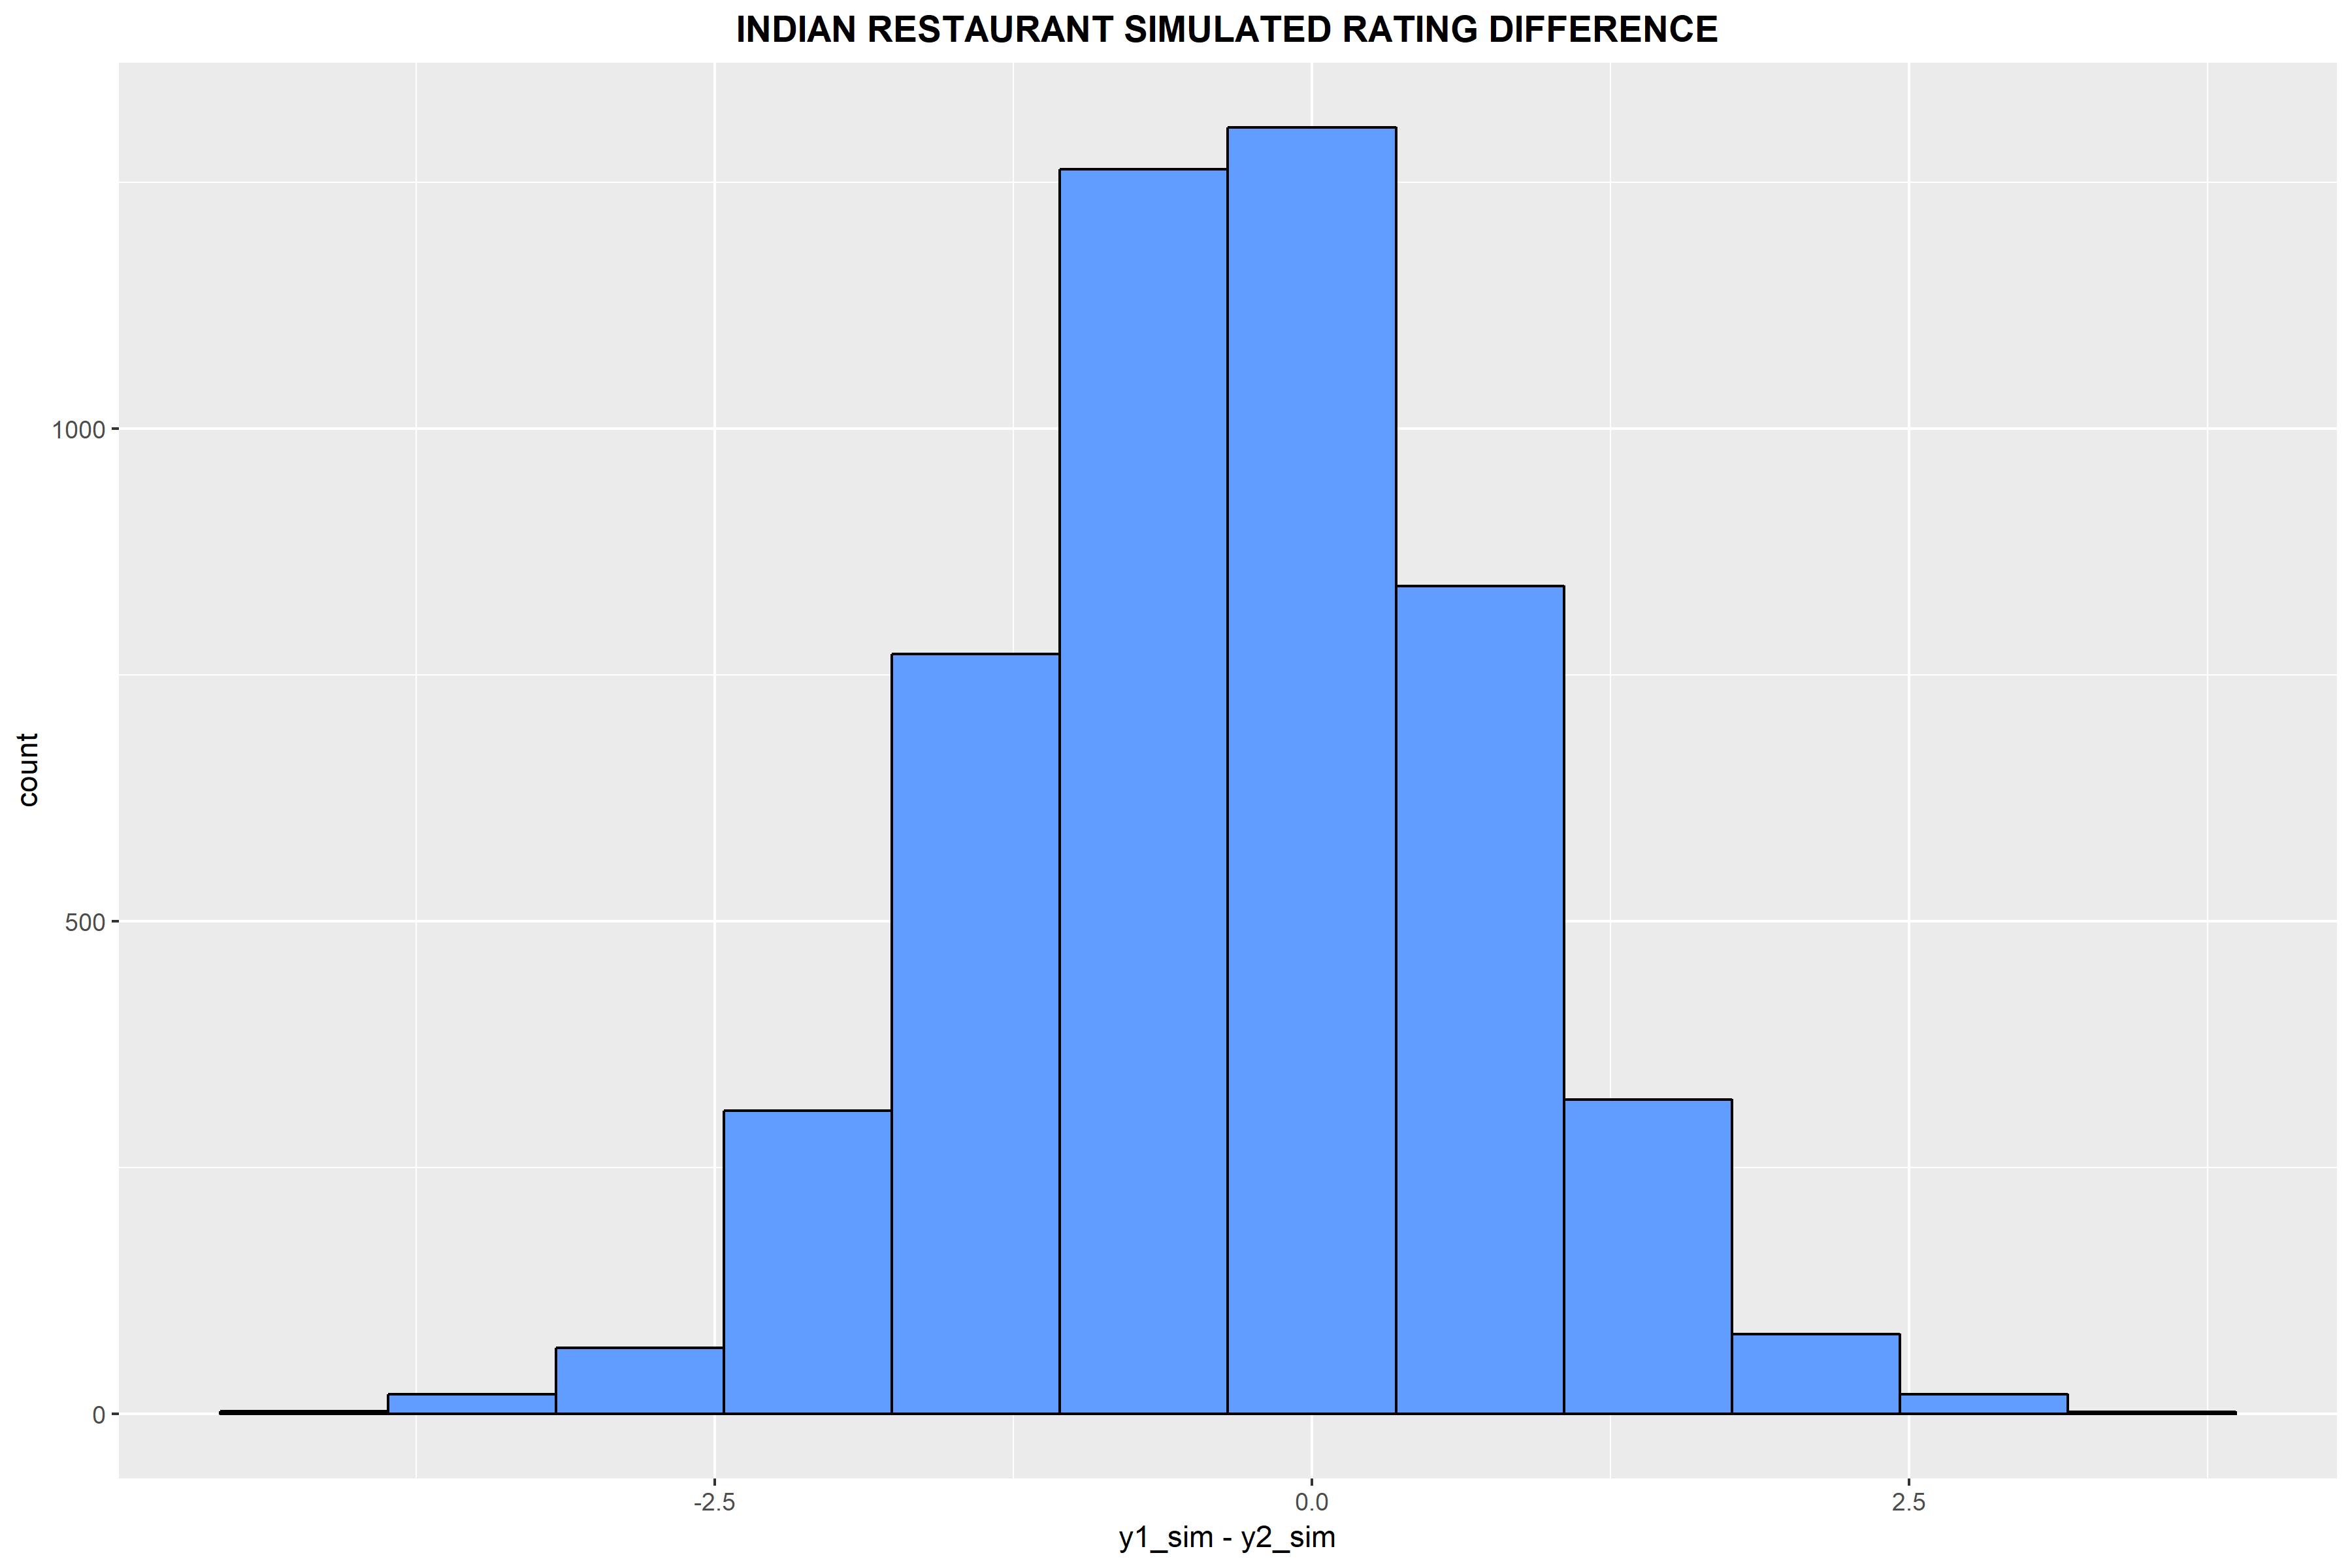 INDIAN RESTAURANT SIMULATED RATING DIFFERENCE
1000
500
0
count
-2.5
0.0
2.5
y1_sim - y2_sim